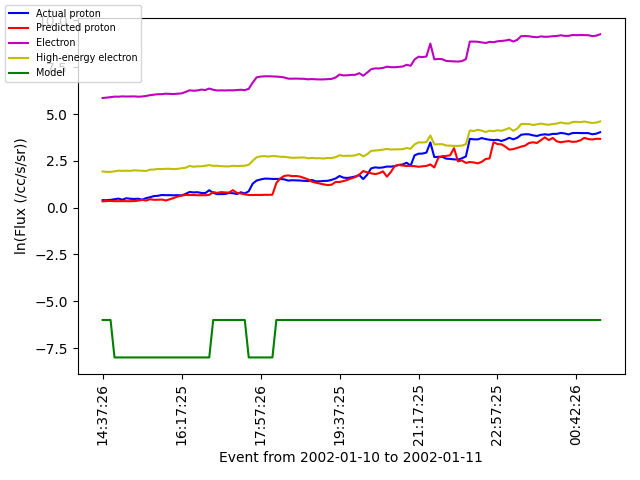 Actual proton
Predicted proton
Electron
High-energy electron
Model
5.0
2.5
0.0
−2.5
−5.0
−7.5
ln(Flux (/cc/s/sr))
14:37:26
16:17:25
17:57:26
19:37:25
21:17:25
22:57:25
00:42:26
Event from 2002-01-10 to 2002-01-11